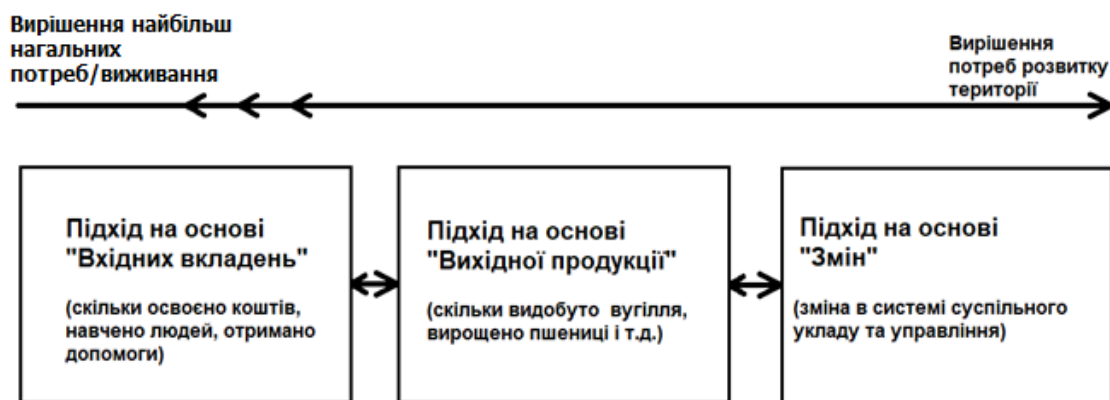 Вирішення найбільш
нагальних
потреб/виживання
Вирішення
потреб розвитку
території
Підхід на основі
"Вхідних вкладень"
(скільки освоєно коштів,
навчено людей, отримано
допомоги)
Підхід на основі
"Вихідної продукції"
(скільки видобуто вугілля,
вирощено пшениці і т.д.)
Підхід на основі
"Змін"
(зміна в системі суспільного
укладу та управління)